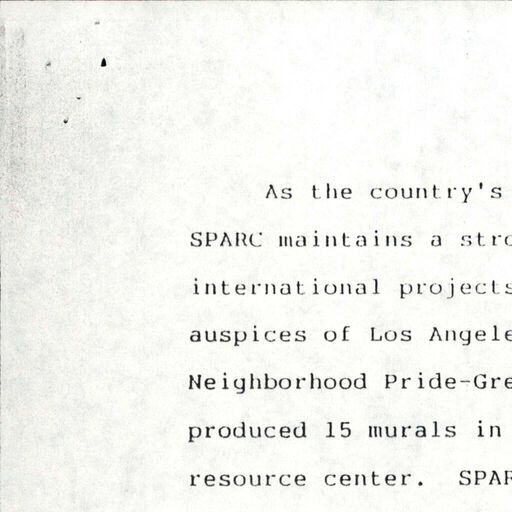 As the country's
SPARC maintains a stro
international projects
auspices of Los Angele
Neighborhood Pride-Gre
produced 15 murals in
resource center.  SPAR